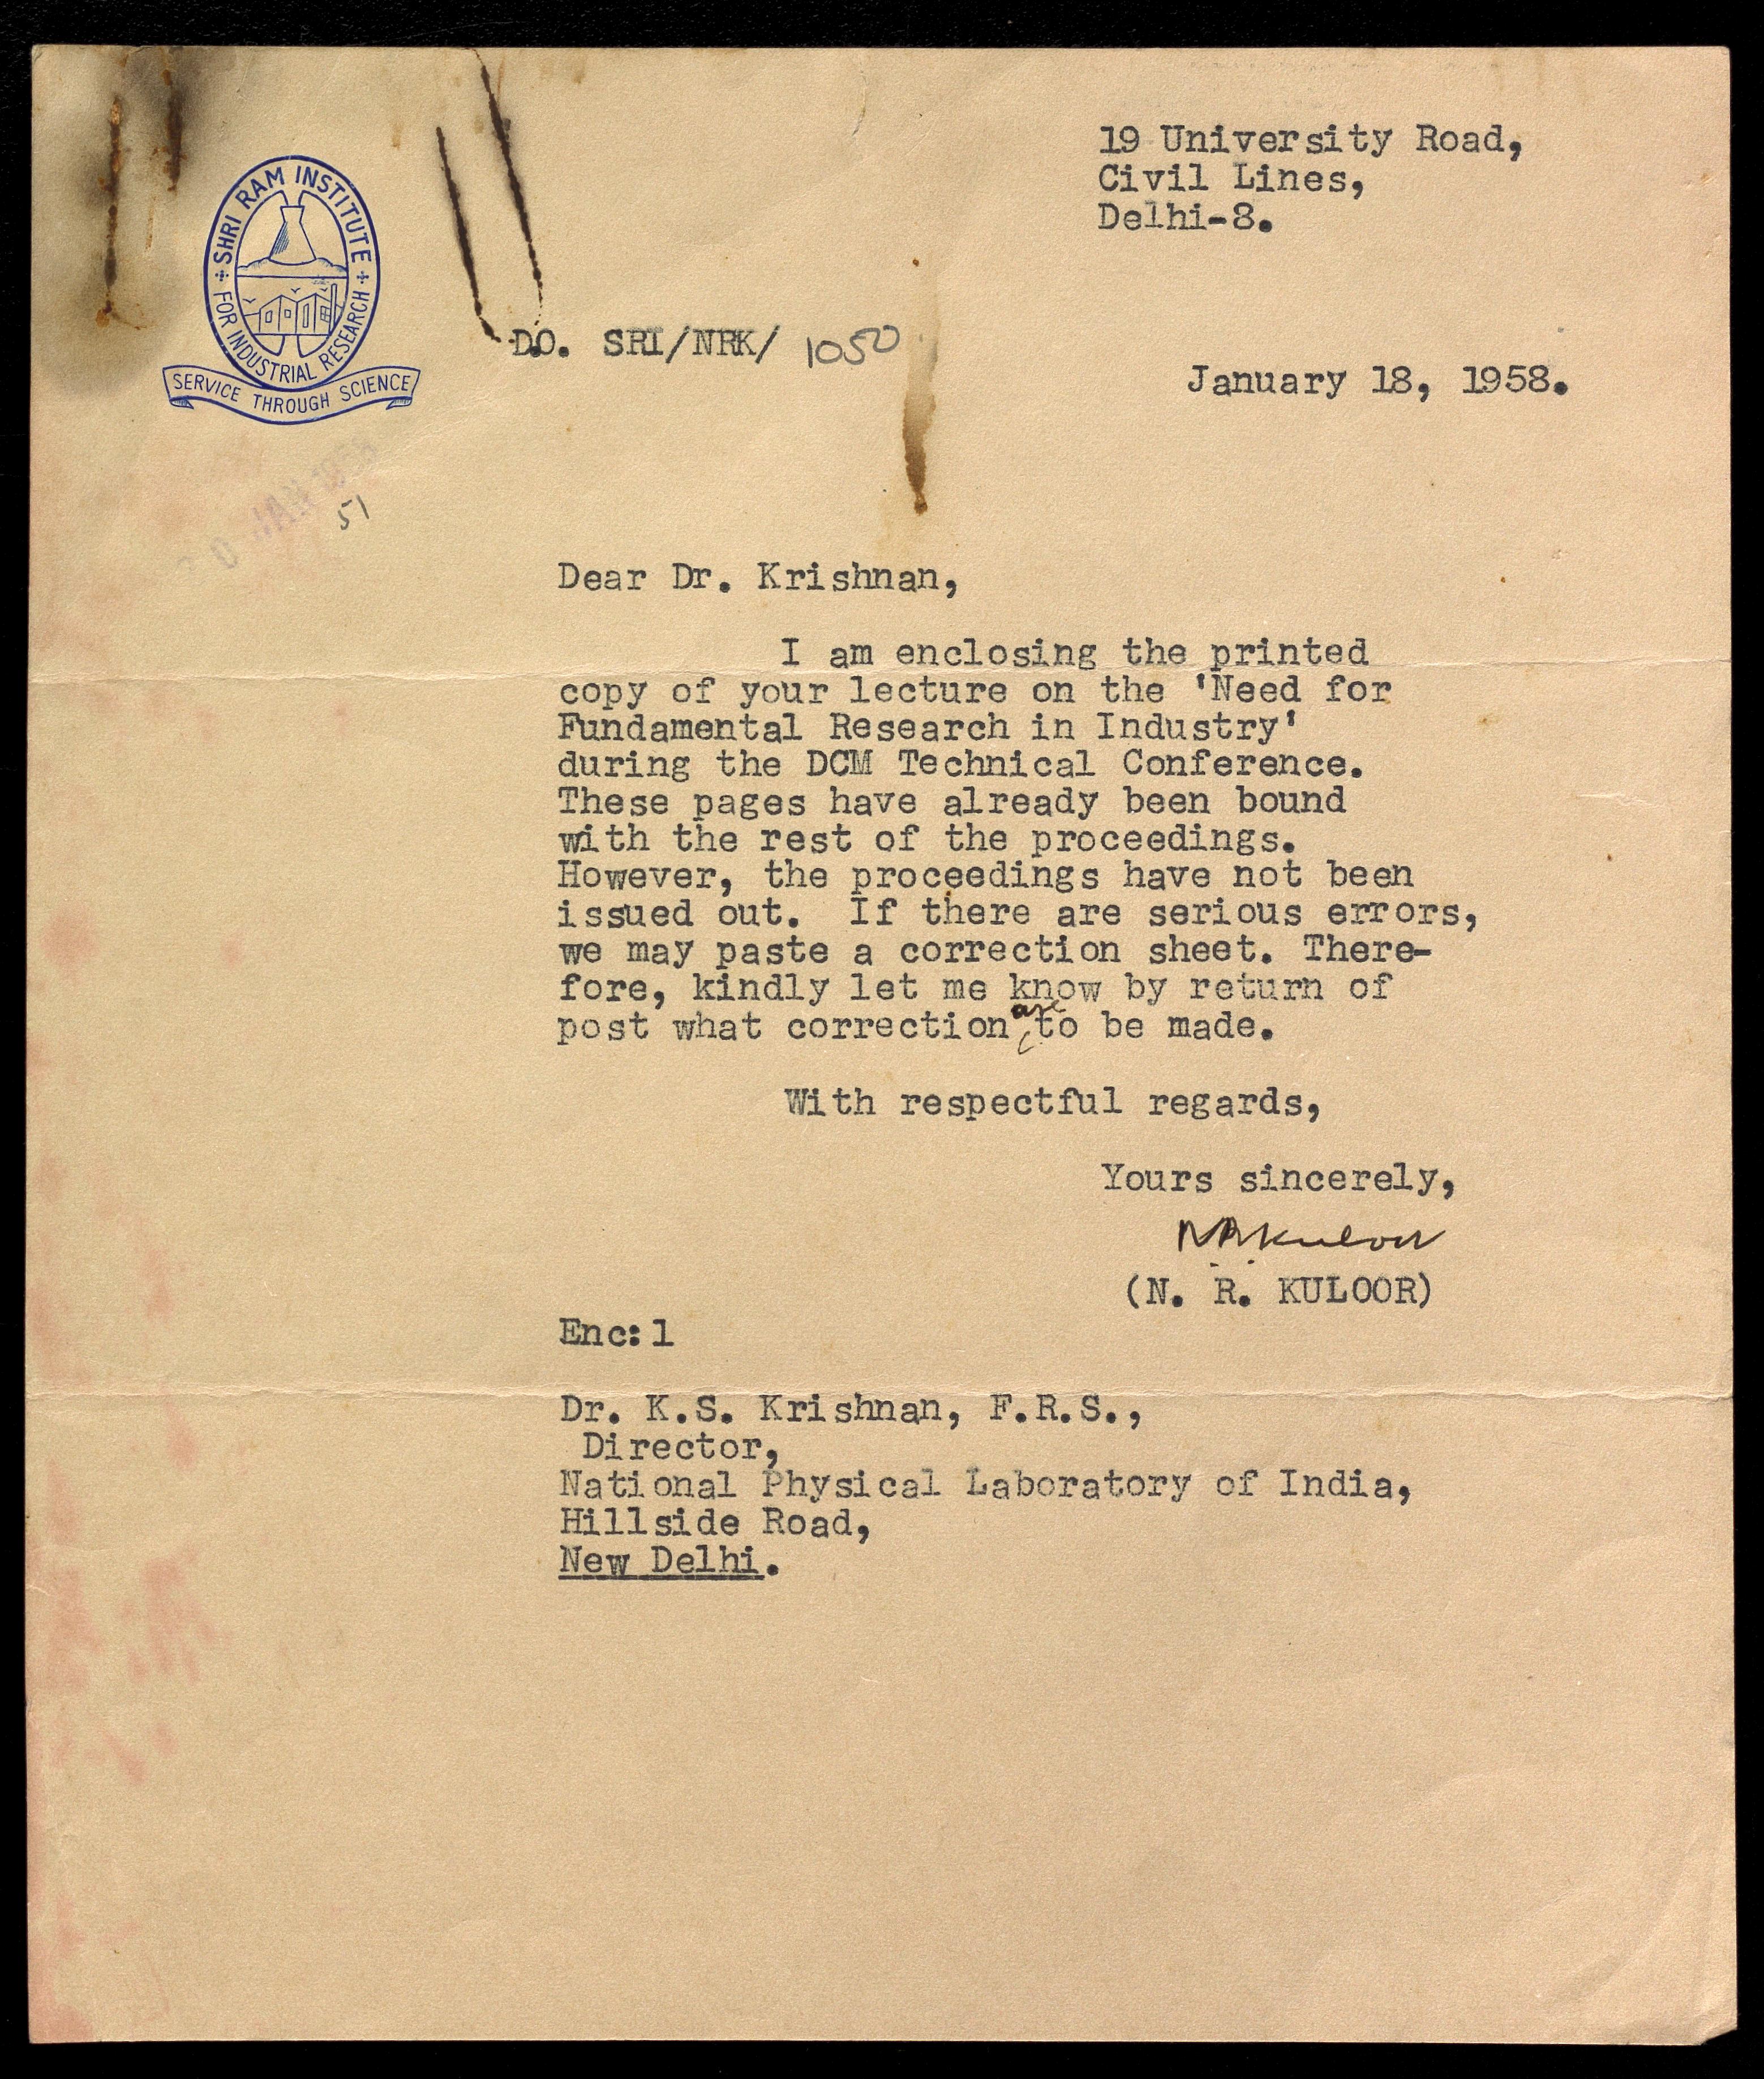 SHRI RAM INSTITUTE
FOR INDUSTRIAL RESEARCH
SERVICE THROUGH SCIENCE
19 University Road,
Civil Lines,
Delhi-8.
D.O. SRI/NRK/ 1050
January 18, 1958.
JAN 1958
51
Dear Dr. Krishnan,
I am enclosing the printed
copy of your lecture on the 'Need for
Fundamental Research in Industry'
during the DCM Technical Conference.
These pages have already been bound
with the rest of the proceedings.
However, the proceedings have not been
issued out. If there are serious errors,
we may paste a correction sheet. There-
fore, kindly let me know by return of
post what correction are to be made.
With respectful regards,
Yours sincerely,
NRKuloor
(N. R. KULOOR)
Enc:1
Dr. K.S. Krishnan, F.R.S.,
Director,
National Physical Laboratory of India,
Hillside Road,
New Delhi.